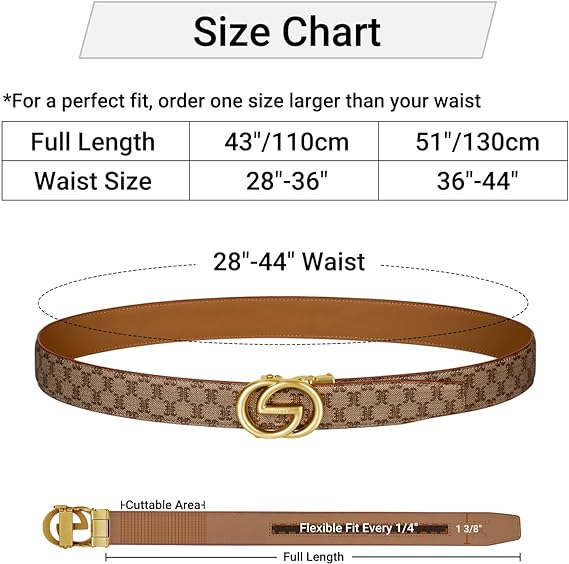 Size Chart
*For a perfect fit, order one size larger than your waist
Full Length 43"/110cm 51"/130cm
Waist Size 28"-36" 36"-44"
28"-44" Waist
Cuttable Area
Flexible Fit Every 1/4"
1 3/8"
Full Length